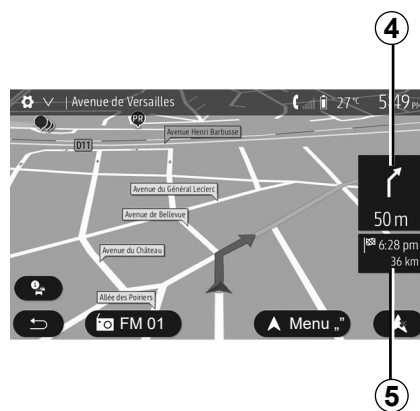 4
| Avenue de Versailles 27 °C 5:49 PM
PR
Avenue Henri Barbusse
D11
Avenue du Général Leclerc
50 m
Avenue de Bellevue
6:28 pm
Avenue du Château
36 km
Allée des Poiriers
FM 01 Menu „”
5